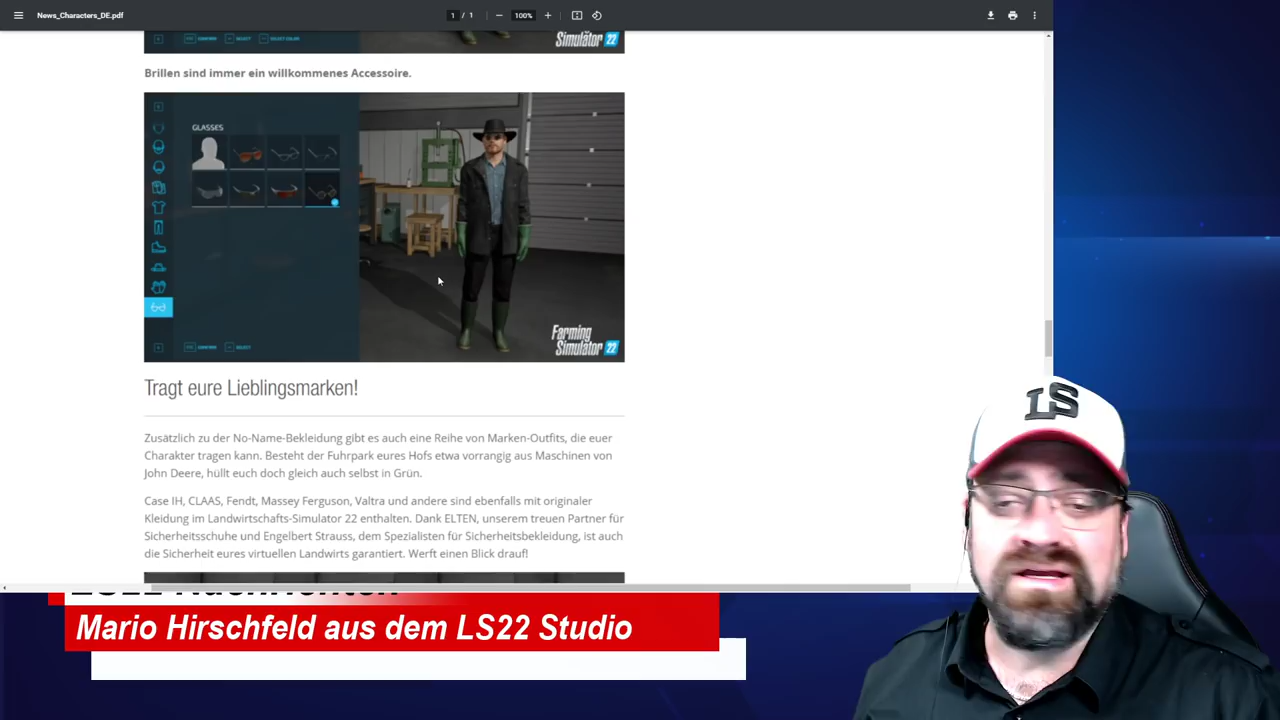 News_Characters_DE.pdf
1 / 1
100%
Simulator 22
Brillen sind immer ein willkommenes Accessoire.
GLASSES
Farming
Simulator 22
Tragt eure Lieblingsmarken!
Zusätzlich zu der No-Name-Bekleidung gibt es auch eine Reihe von Marken-Outfits, die euer
Charakter tragen kann. Besteht der Fuhrpark eures Hofs etwa vorrangig aus Maschinen von
John Deere, hüllt euch doch gleich auch selbst in Grün.
Case IH, CLAAS, Fendt, Massey Ferguson, Valtra und andere sind ebenfalls mit originaler
Kleidung im Landwirtschafts-Simulator 22 enthalten. Dank ELTEN, unserem treuen Partner für
Sicherheitsschuhe und Engelbert Strauss, dem Spezialisten für Sicherheitsbekleidung, ist auch
die Sicherheit eures virtuellen Landwirts garantiert. Werft einen Blick drauf!
LS
LS22 Nachrichten
Mario Hirschfeld aus dem LS22 Studio